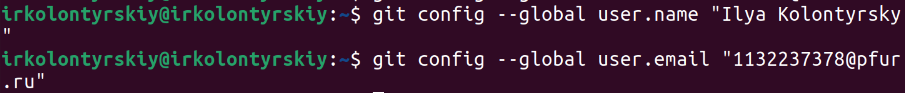 irkolontyrskiy@irkolontyrskiy:~$ git config --global user.name "Ilya Kolontyrsky
"
irkolontyrskiy@irkolontyrskiy:~$ git config --global user.email "1132237378@pfur
.ru"